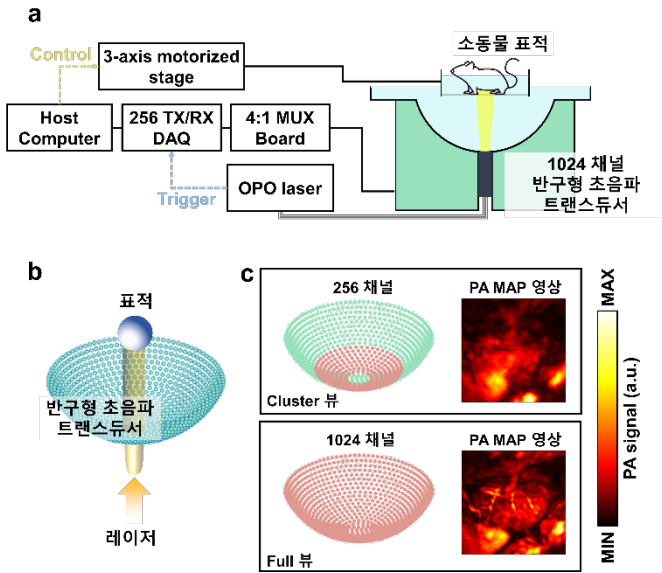 a
Control
3-axis motorized
stage
소동물 표적
Host
Computer
256 TX/RX
DAQ
4:1 MUX
Board
Trigger
OPO laser
1024 채널
반구형 초음파
트랜스듀서
b
표적
반구형 초음파
트랜스듀서
레이저
c
256 채널
PA MAP 영상
Cluster 뷰
1024 채널
PA MAP 영상
Full 뷰
MAX
PA signal (a.u.)
MIN